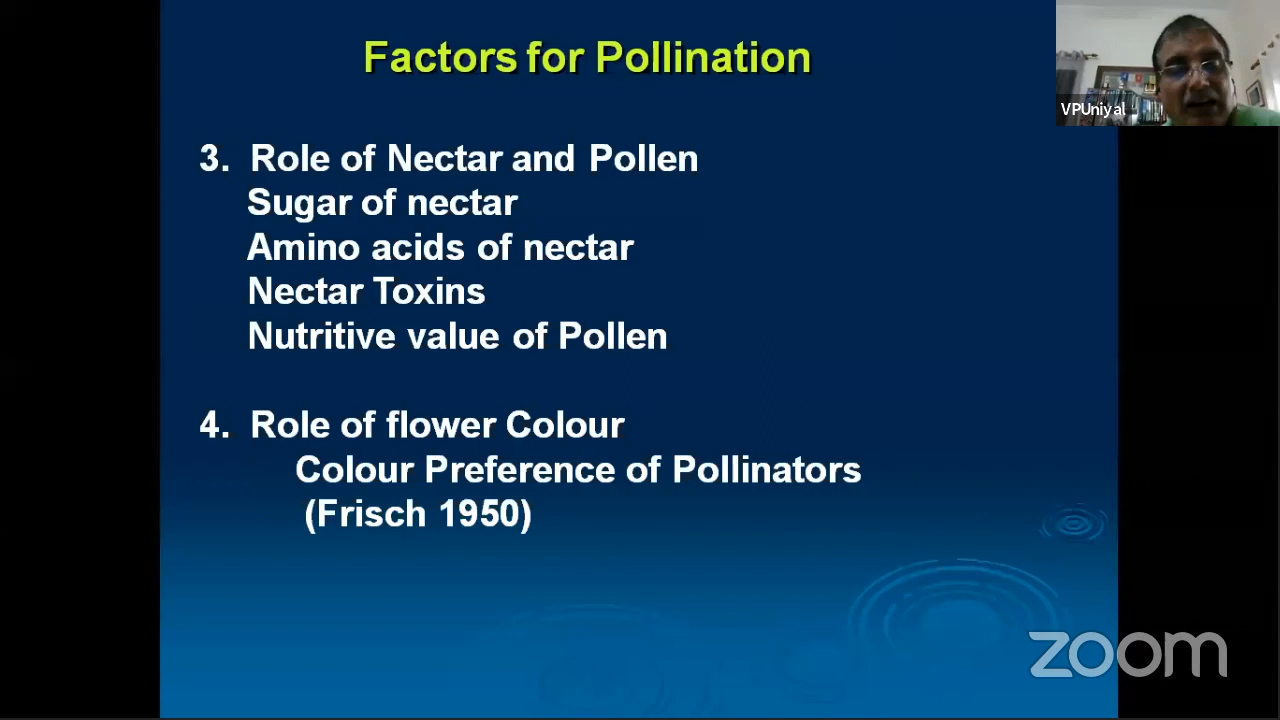 Factors for Pollination
VPUniyal
3. Role of Nectar and Pollen
Sugar of nectar
Amino acids of nectar
Nectar Toxins
Nutritive value of Pollen
4. Role of flower Colour
Colour Preference of Pollinators
(Frisch 1950)
zoom